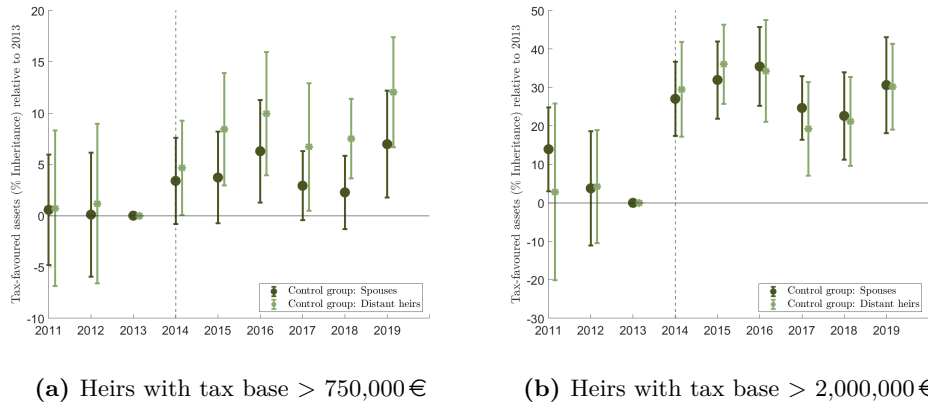 Tax-favoured assets (% Inheritance) relative to 2013
20
15
10
5
0
-5
-10
2011 2012 2013 2014 2015 2016 2017 2018 2019
Control group: Spouses
Control group: Distant heirs
(a) Heirs with tax base > 750,000 €
Tax-favoured assets (% Inheritance) relative to 2013
50
40
30
20
10
0
-10
-20
-30
2011 2012 2013 2014 2015 2016 2017 2018 2019
Control group: Spouses
Control group: Distant heirs
(b) Heirs with tax base > 2,000,000 €